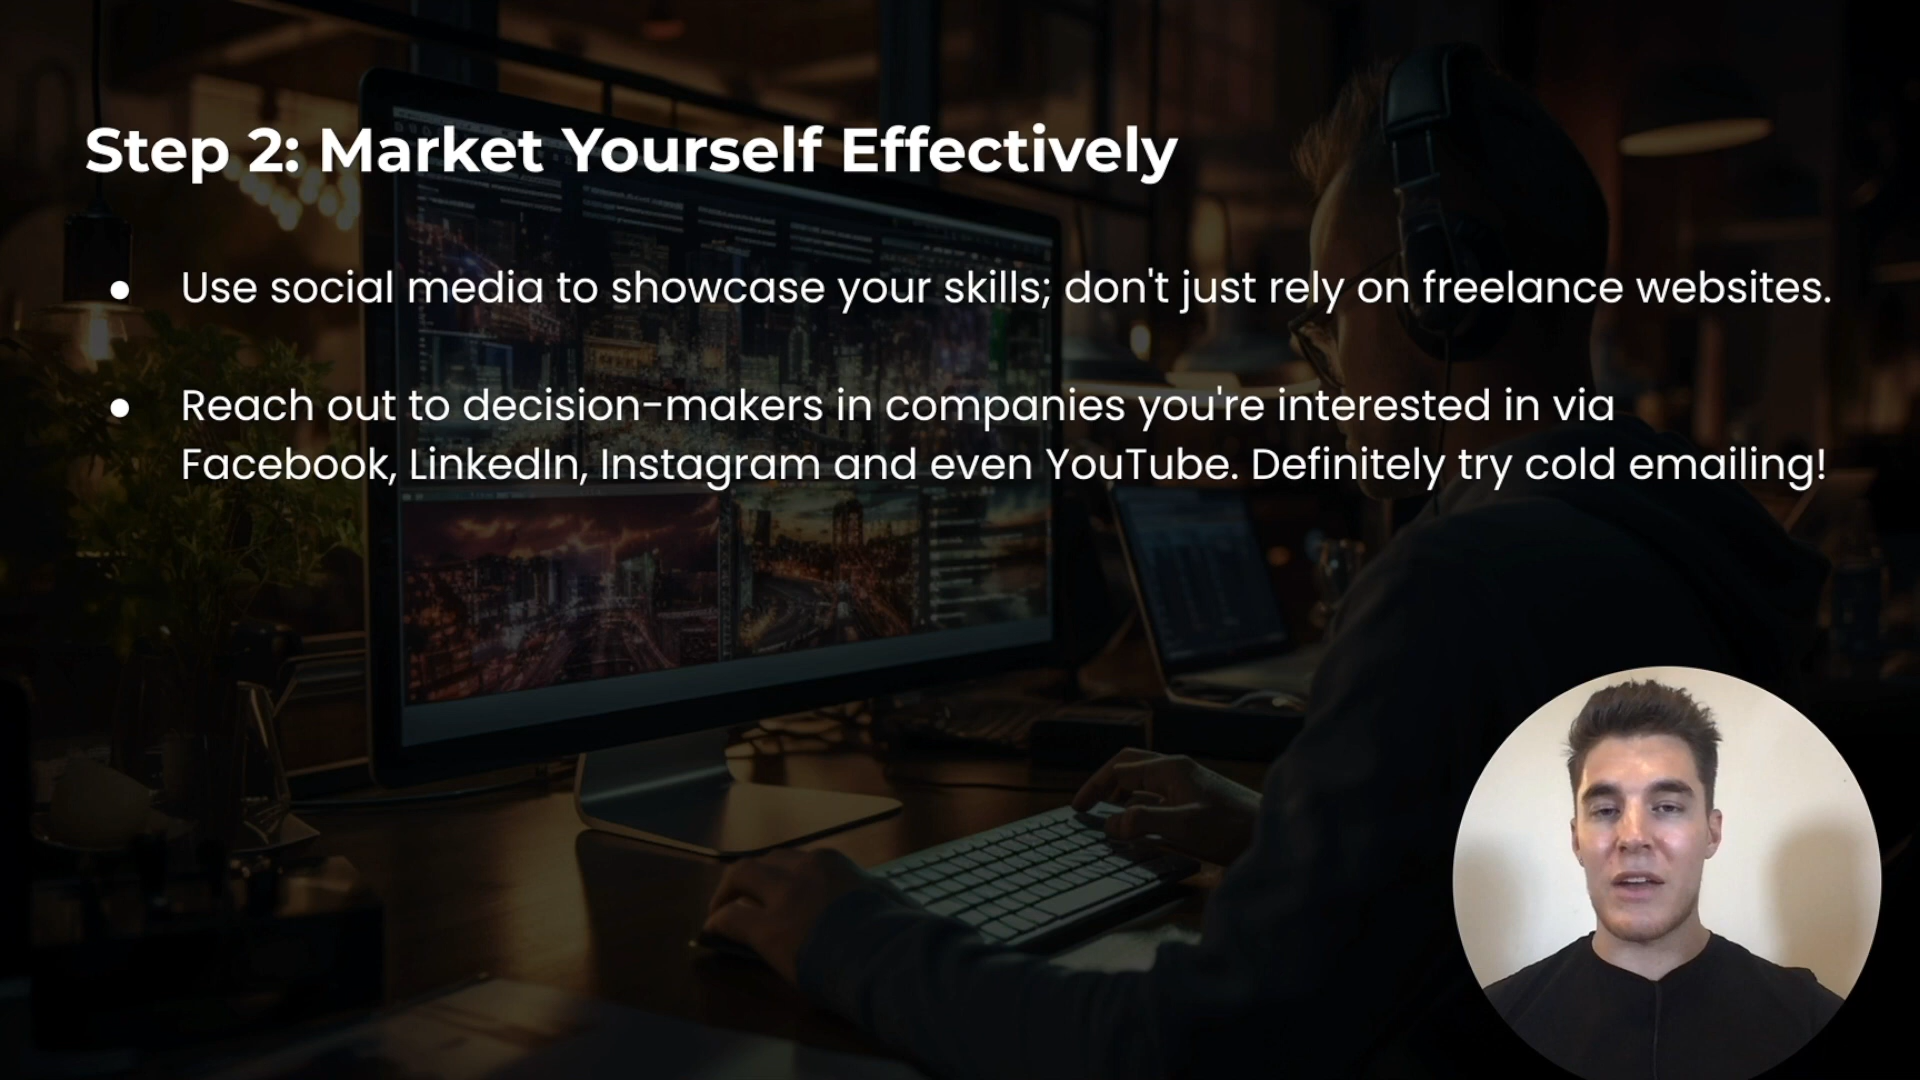 Step 2: Market Yourself Effectively
● Use social media to showcase your skills; don't just rely on freelance websites.
● Reach out to decision-makers in companies you're interested in via
Facebook, LinkedIn, Instagram and even YouTube. Definitely try cold emailing!